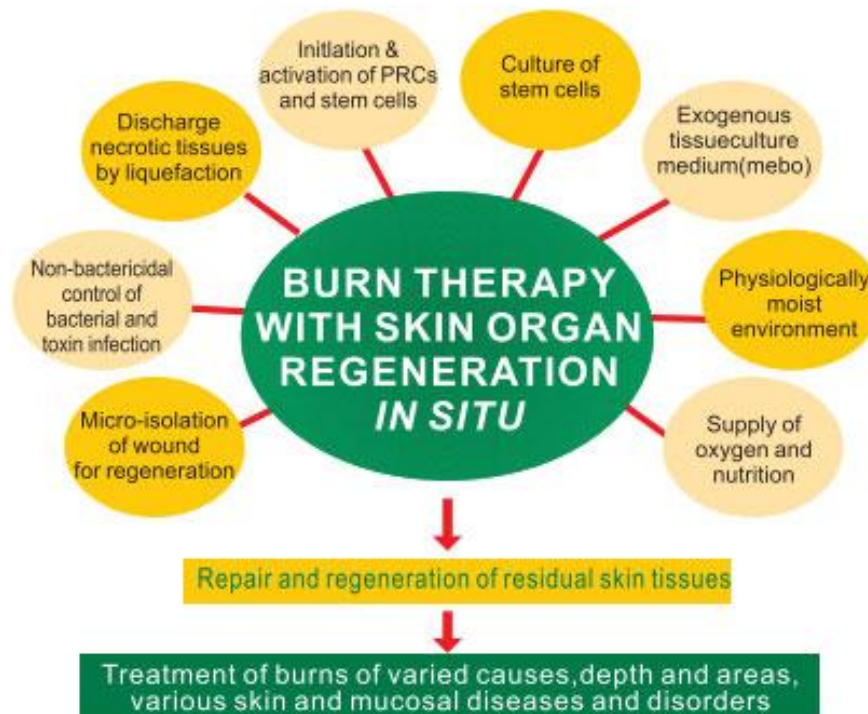 Initlation &
activation of PRCs
and stem cells
Culture of
stem cells
Discharge
necrotic tissues
by liquefaction
Exogenous
tissueculture
medium(mebo)
Non-bactericidal
control of
bacterial and
toxin infection
Physiologically
moist
environment
Micro-isolation
of wound
for regeneration
Supply of
oxygen and
nutrition
BURN THERAPY
WITH SKIN ORGAN
REGENERATION
IN SITU
Repair and regeneration of residual skin tissues
Treatment of burns of varied causes,depth and areas,
various skin and mucosal diseases and disorders